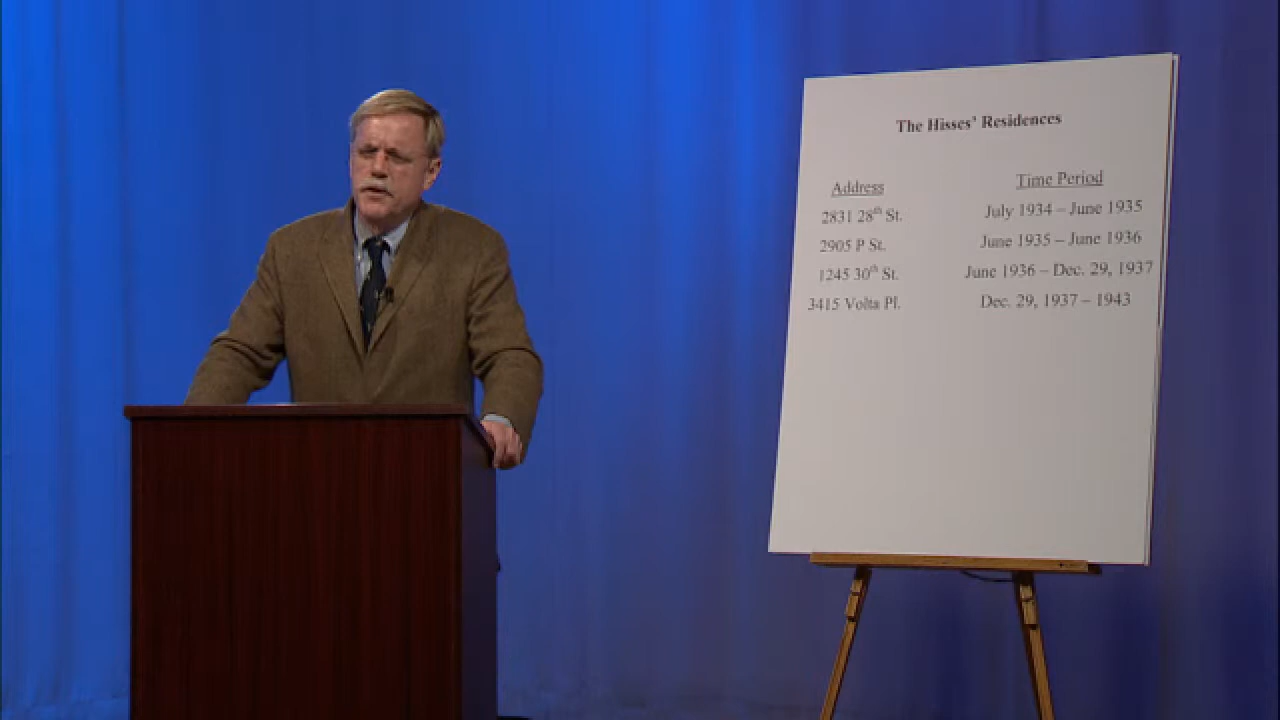 The Hisses' Residences
Address Time Period
2831 28th St. July 1934 – June 1935
2905 P St. June 1935 – June 1936
1245 30th St. June 1936 – Dec. 29, 1937
3415 Volta Pl. Dec. 29, 1937 – 1943